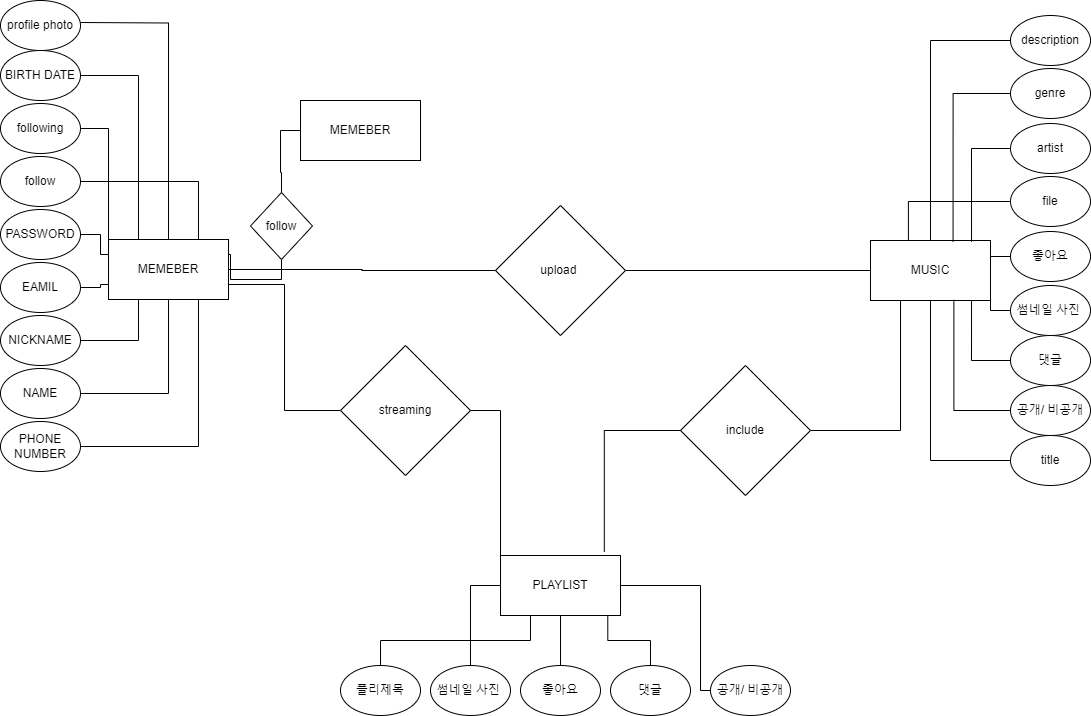 profile photo
BIRTH DATE
following
follow
PASSWORD
EAMIL
NICKNAME
NAME
PHONE
NUMBER
MEMEBER
MEMEBER
follow
upload
streaming
include
MUSIC
description
genre
artist
file
좋아요
썸네일 사진
댓글
공개/ 비공개
title
PLAYLIST
플리제목
썸네일 사진
좋아요
댓글
공개/ 비공개